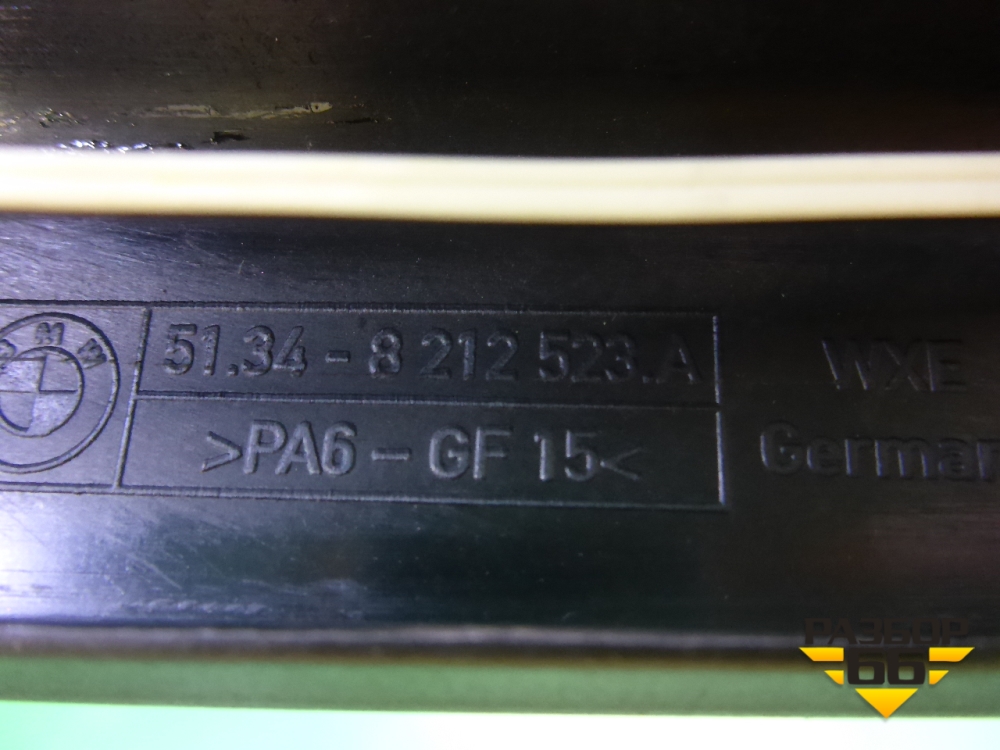 BMW
51.34 - 8 212 523.A
>PA6 - GF 15<
WXE
German
РАЗБОР
66